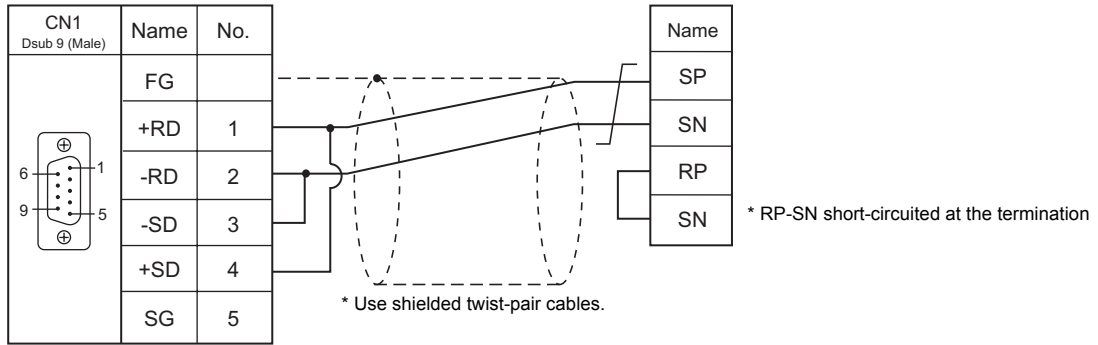 CN1
Dsub 9 (Male)
Name
No.
Name
FG
SP
+RD
1
SN
6
1
-RD
2
RP
9
5
-SD
3
SN
* RP-SN short-circuited at the termination
+SD
4
* Use shielded twist-pair cables.
SG
5